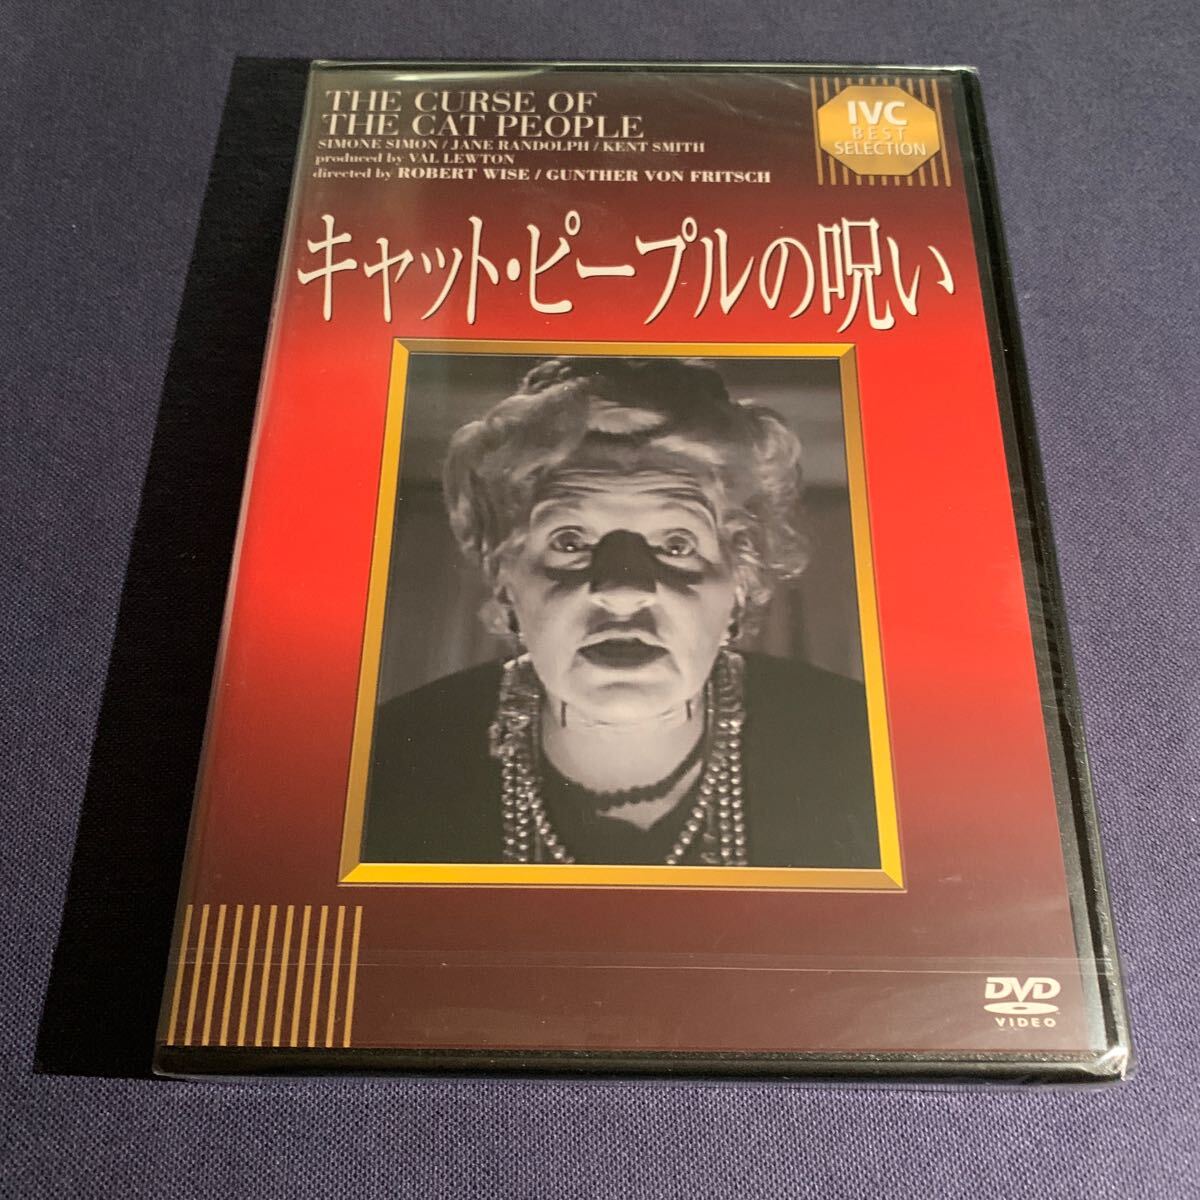 THE CURSE OF
THE CAT PEOPLE
SIMONE SIMON / JANE RANDOLPH / KENT SMITH
produced by VAL LEWTON
directed by ROBERT WISE / GUNTHER VON FRITSCH
IVC
BEST
SELECTION
キャット・ピープルの呪い
DVD
VIDEO